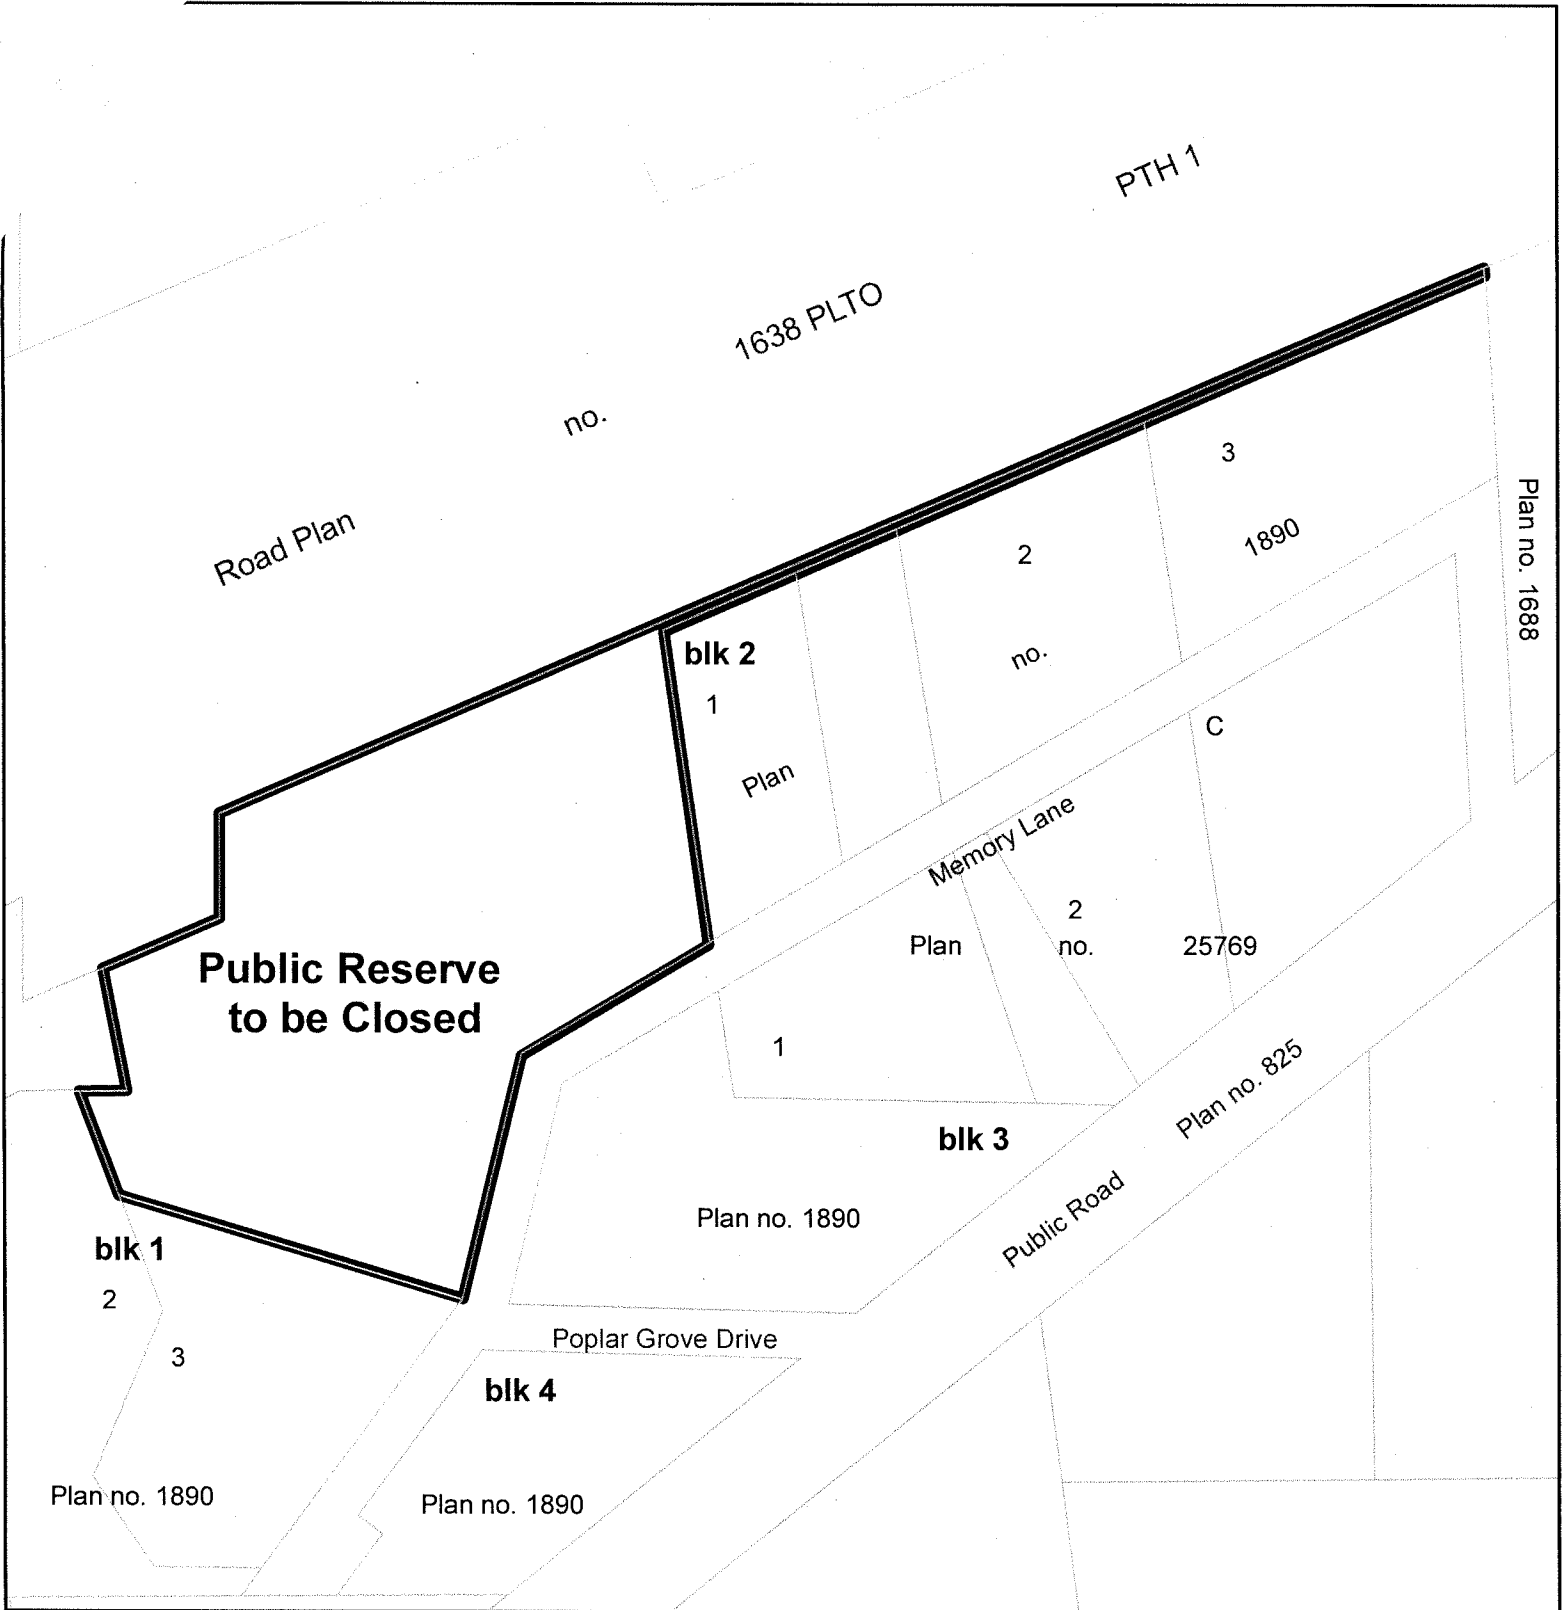 PTH 1
1638 PLTO
no.
Road Plan
3
1890
2
no.
Plan no. 1688
blk 2
1
Plan
C
Memory Lane
2
Plan no. 25769
Public Reserve
to be Closed
1
Plan no. 825
blk 3
Public Road
Plan no. 1890
blk 1
2
Poplar Grove Drive
3
blk 4
Plan no. 1890
Plan no. 1890